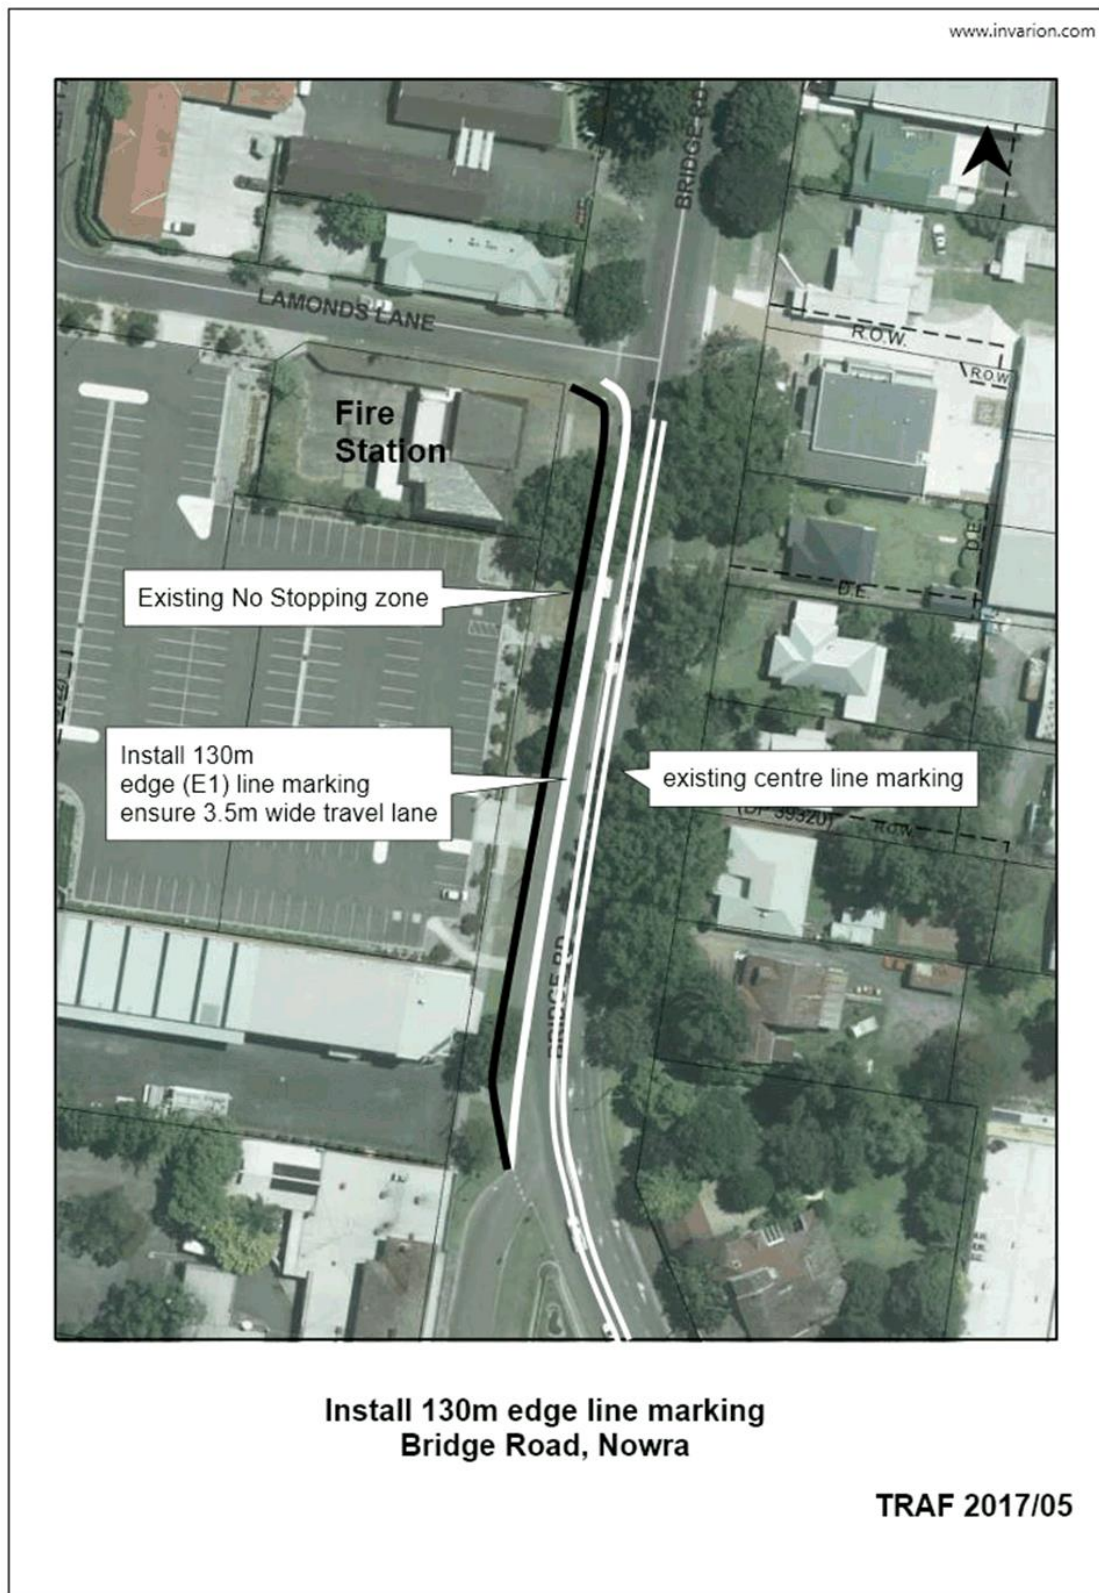 www.invarion.com
BRIDGE RD
LAMONDS LANE
R.O.W.
R.O.W
Fire
Station
D.E.
D.E.
Existing No Stopping zone
Install 130m
edge (E1) line marking
ensure 3.5m wide travel lane
existing centre line marking
(DP 39320)
R.O.W.
BRIDGE RD
Install 130m edge line marking
Bridge Road, Nowra
TRAF 2017/05